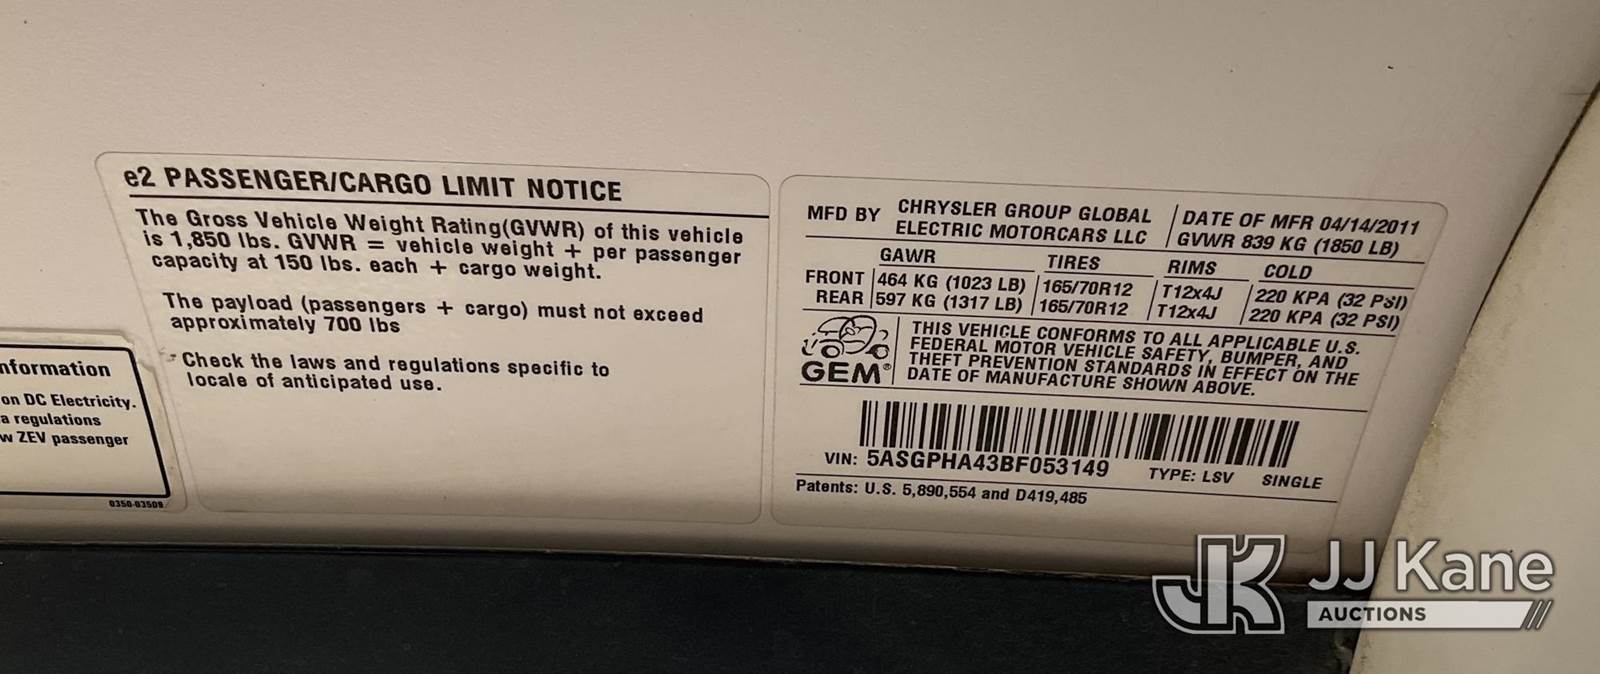 e2 PASSENGER/CARGO LIMIT NOTICE
The Gross Vehicle Weight Rating(GVWR) of this vehicle
is 1,850 lbs. GVWR = vehicle weight + per passenger
capacity at 150 lbs. each + cargo weight.
The payload (passengers + cargo) must not exceed
approximately 700 lbs
Check the laws and regulations specific to
locale of anticipated use.
nformation
on DC Electricity.
a regulations
w ZEV passenger
0350-03509
MFD BY CHRYSLER GROUP GLOBAL
ELECTRIC MOTORCARS LLC
DATE OF MFR 04/14/2011
GVWR 839 KG (1850 LB)
GAWR TIRES RIMS COLD
FRONT 464 KG (1023 LB) 165/70R12 T12x4J 220 KPA (32 PSI)
REAR 597 KG (1317 LB) 165/70R12 T12x4J 220 KPA (32 PSI)
GEM®
THIS VEHICLE CONFORMS TO ALL APPLICABLE U.S.
FEDERAL MOTOR VEHICLE SAFETY, BUMPER, AND
THEFT PREVENTION STANDARDS IN EFFECT ON THE
DATE OF MANUFACTURE SHOWN ABOVE.
VIN: 5ASGPHA43BF053149 TYPE: LSV SINGLE
Patents: U.S. 5,890,554 and D419,485
JK JJ Kane
AUCTIONS